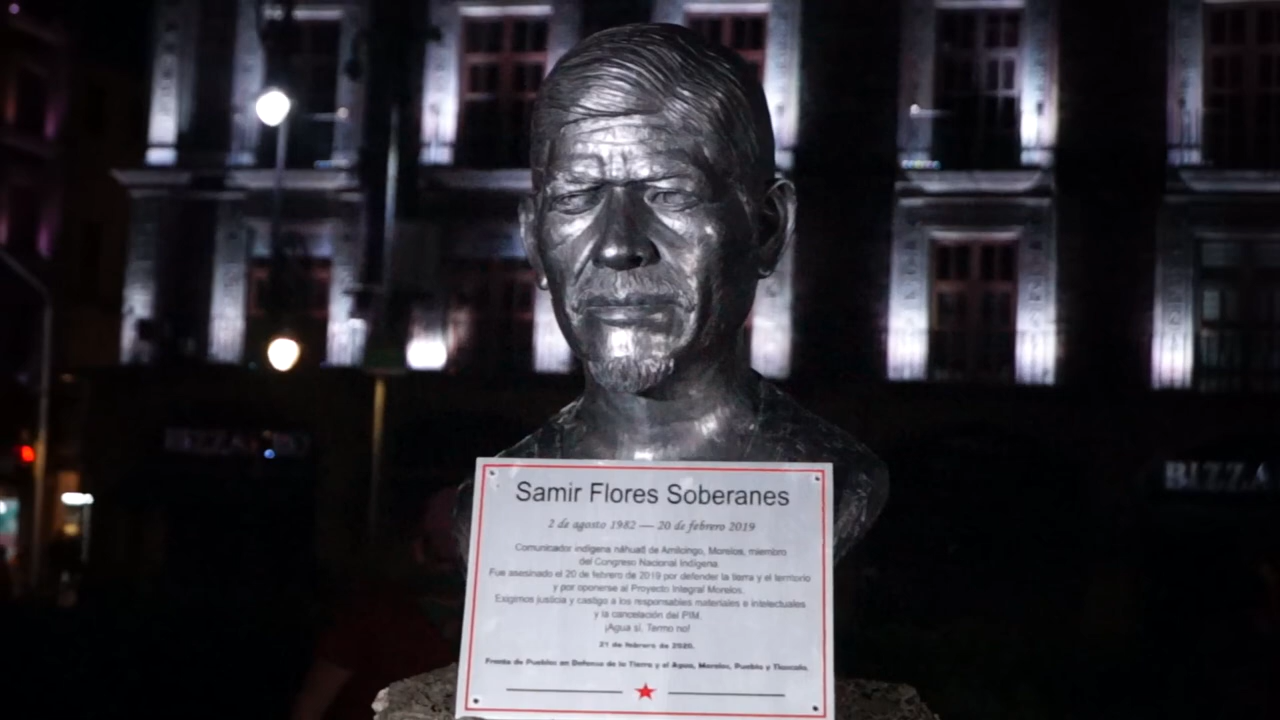 Samir Flores Soberanes
2 de agosto 1982 — 20 de febrero 2019
Comunicador indígena náhuatl de Amilcingo, Morelos, miembro
del Congreso Nacional Indígena
Fue asesinado el 20 de febrero de 2019 por defender la tierra y el territorio
y por oponerse al Proyecto Integral Morelos.
Exigimos justicia y castigo a los responsables materiales e intelectuales
y la cancelación del PIM.
¡Agua sí, Termo no!
21 de febrero de 2020.
Frente de Pueblos en Defensa de la Tierra y el Agua, Morelos, Puebla y Tlaxcala.